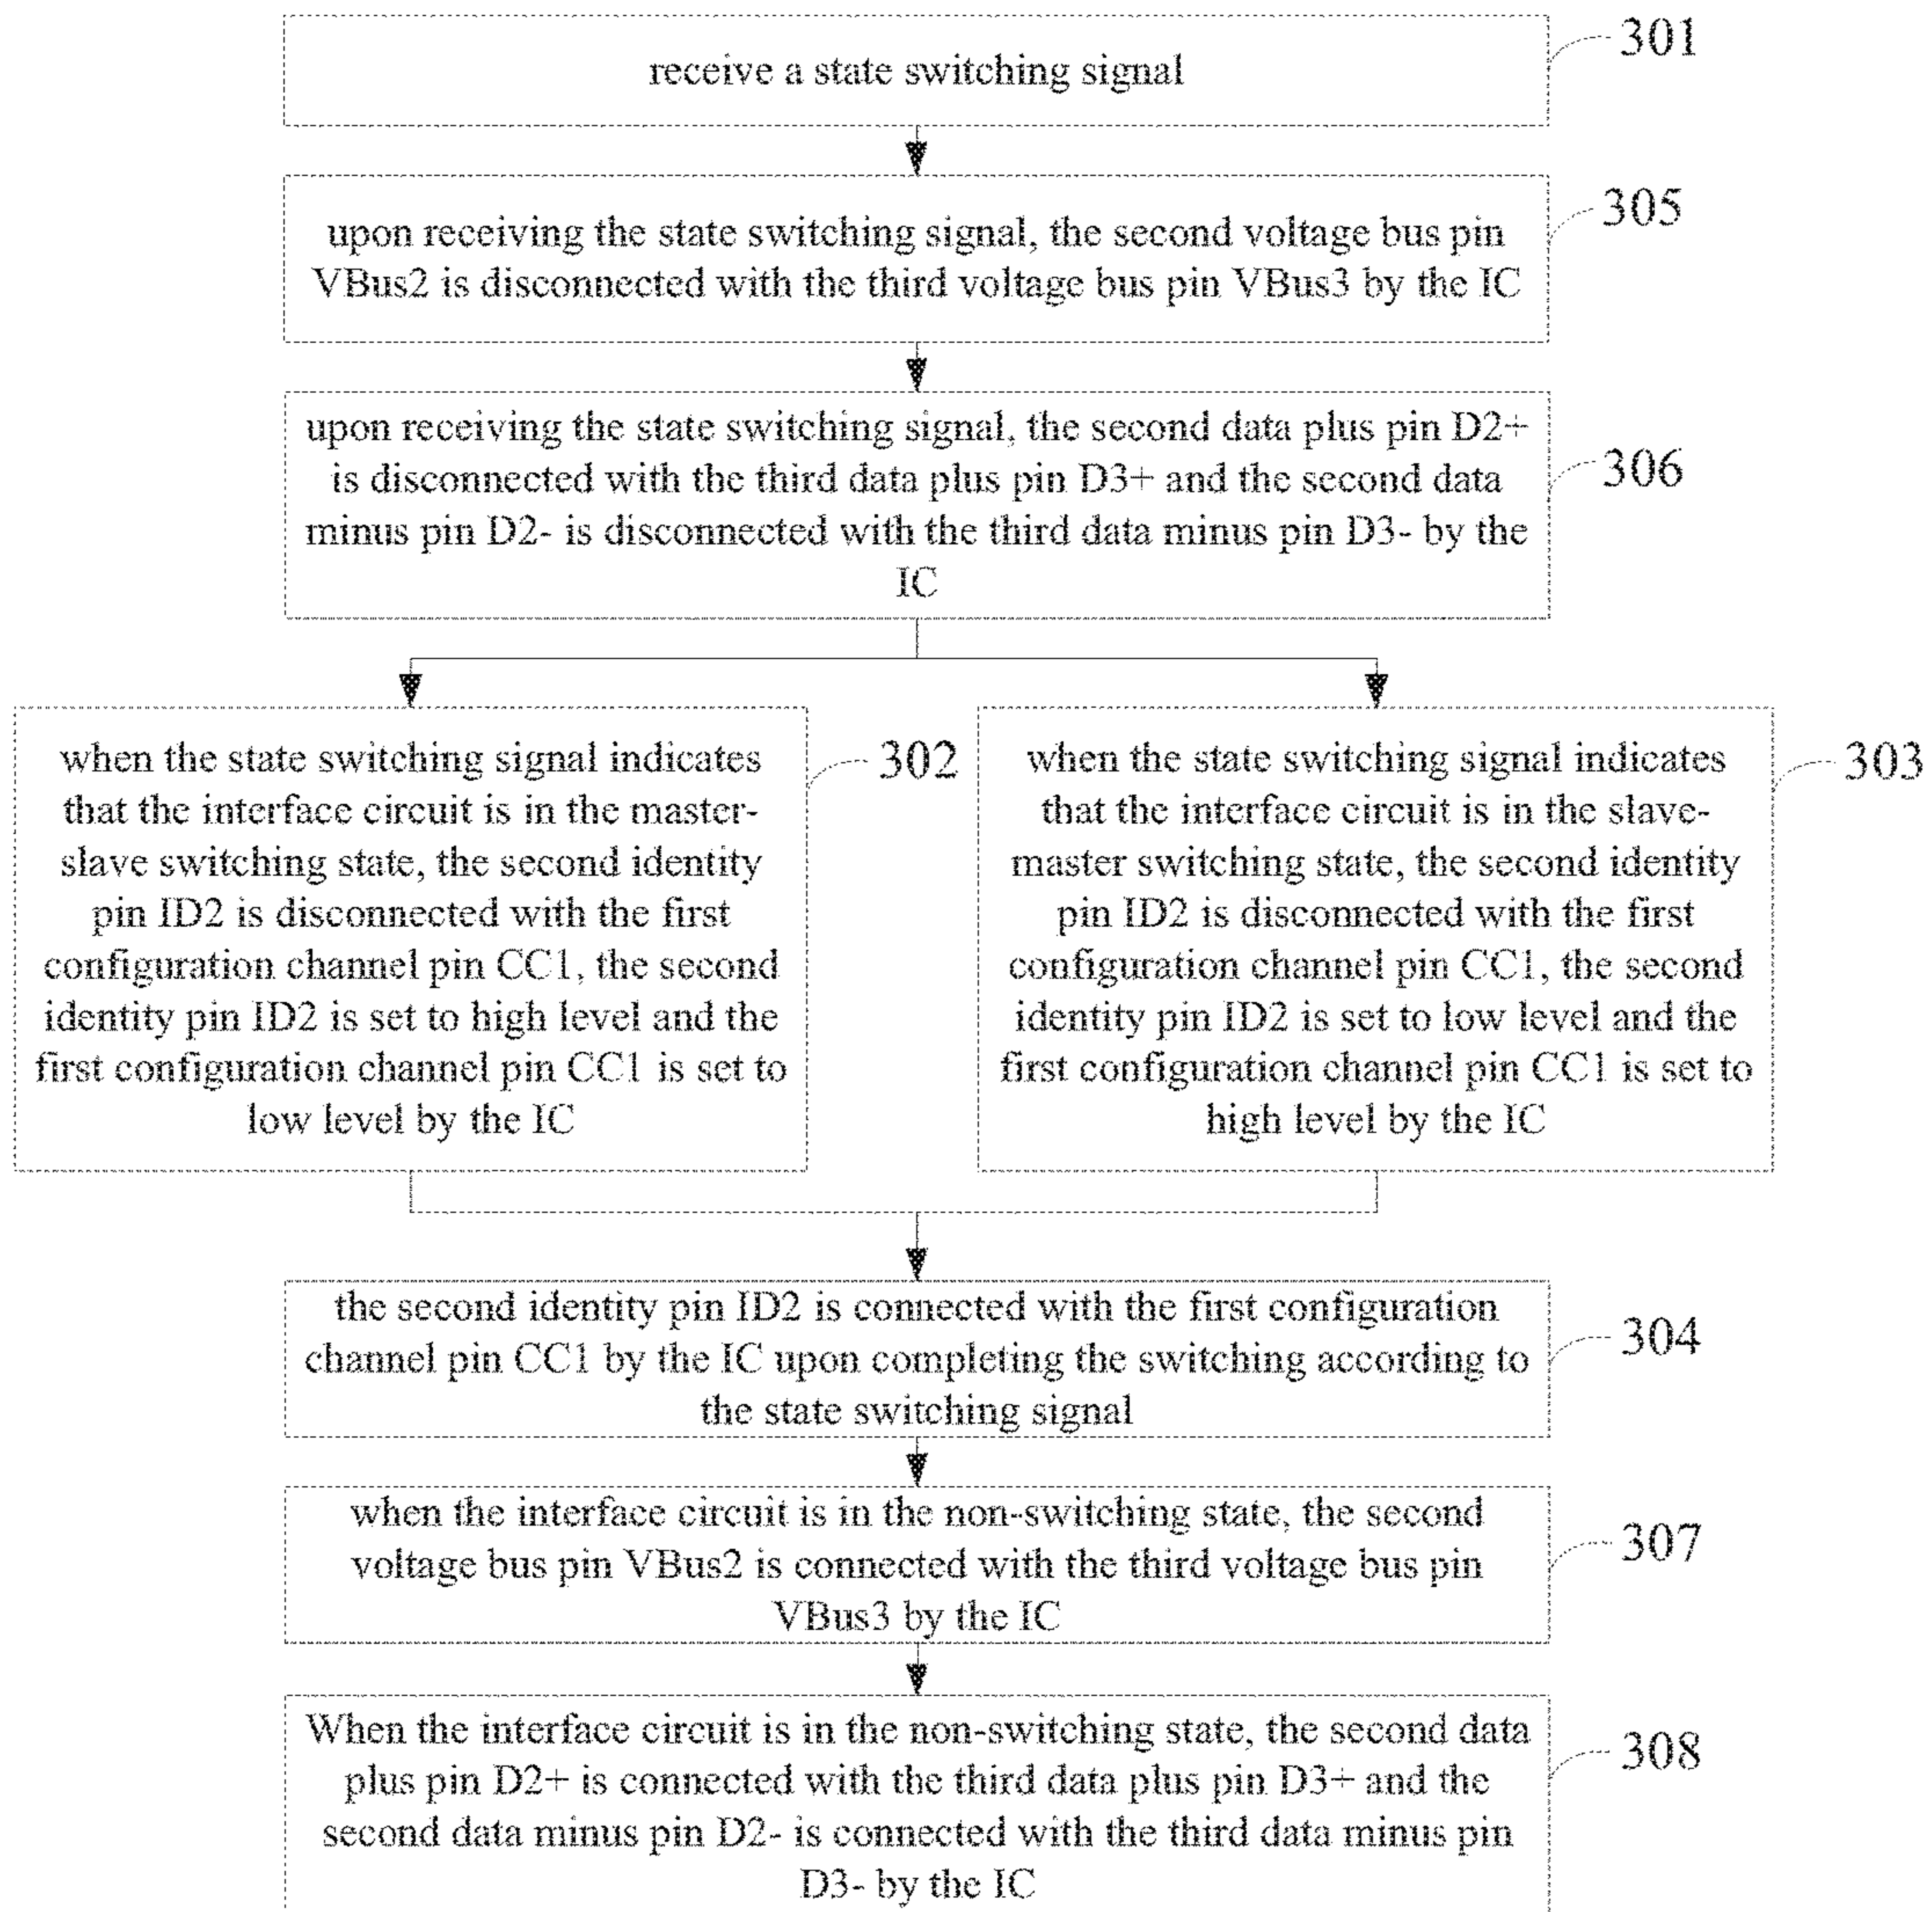 receive a state switching signal
301
upon receiving the state switching signal, the second voltage bus pin
VBus2 is disconnected with the third voltage bus pin VBus3 by the IC
305
upon receiving the state switching signal, the second data plus pin D2+
is disconnected with the third data plus pin D3+ and the second data
minus pin D2- is disconnected with the third data minus pin D3- by the
IC
306
when the state switching signal indicates
that the interface circuit is in the master-
slave switching state, the second identity
pin ID2 is disconnected with the first
configuration channel pin CC1, the second
identity pin ID2 is set to high level and the
first configuration channel pin CC1 is set to
low level by the IC
302
when the state switching signal indicates
that the interface circuit is in the slave-
master switching state, the second identity
pin ID2 is disconnected with the first
configuration channel pin CC1, the second
identity pin ID2 is set to low level and the
first configuration channel pin CC1 is set to
high level by the IC
303
the second identity pin ID2 is connected with the first configuration
channel pin CC1 by the IC upon completing the switching according to
the state switching signal
304
when the interface circuit is in the non-switching state, the second
voltage bus pin VBus2 is connected with the third voltage bus pin
VBus3 by the IC
307
When the interface circuit is in the non-switching state, the second data
plus pin D2+ is connected with the third data plus pin D3+ and the
second data minus pin D2- is connected with the third data minus pin
D3- by the IC
308